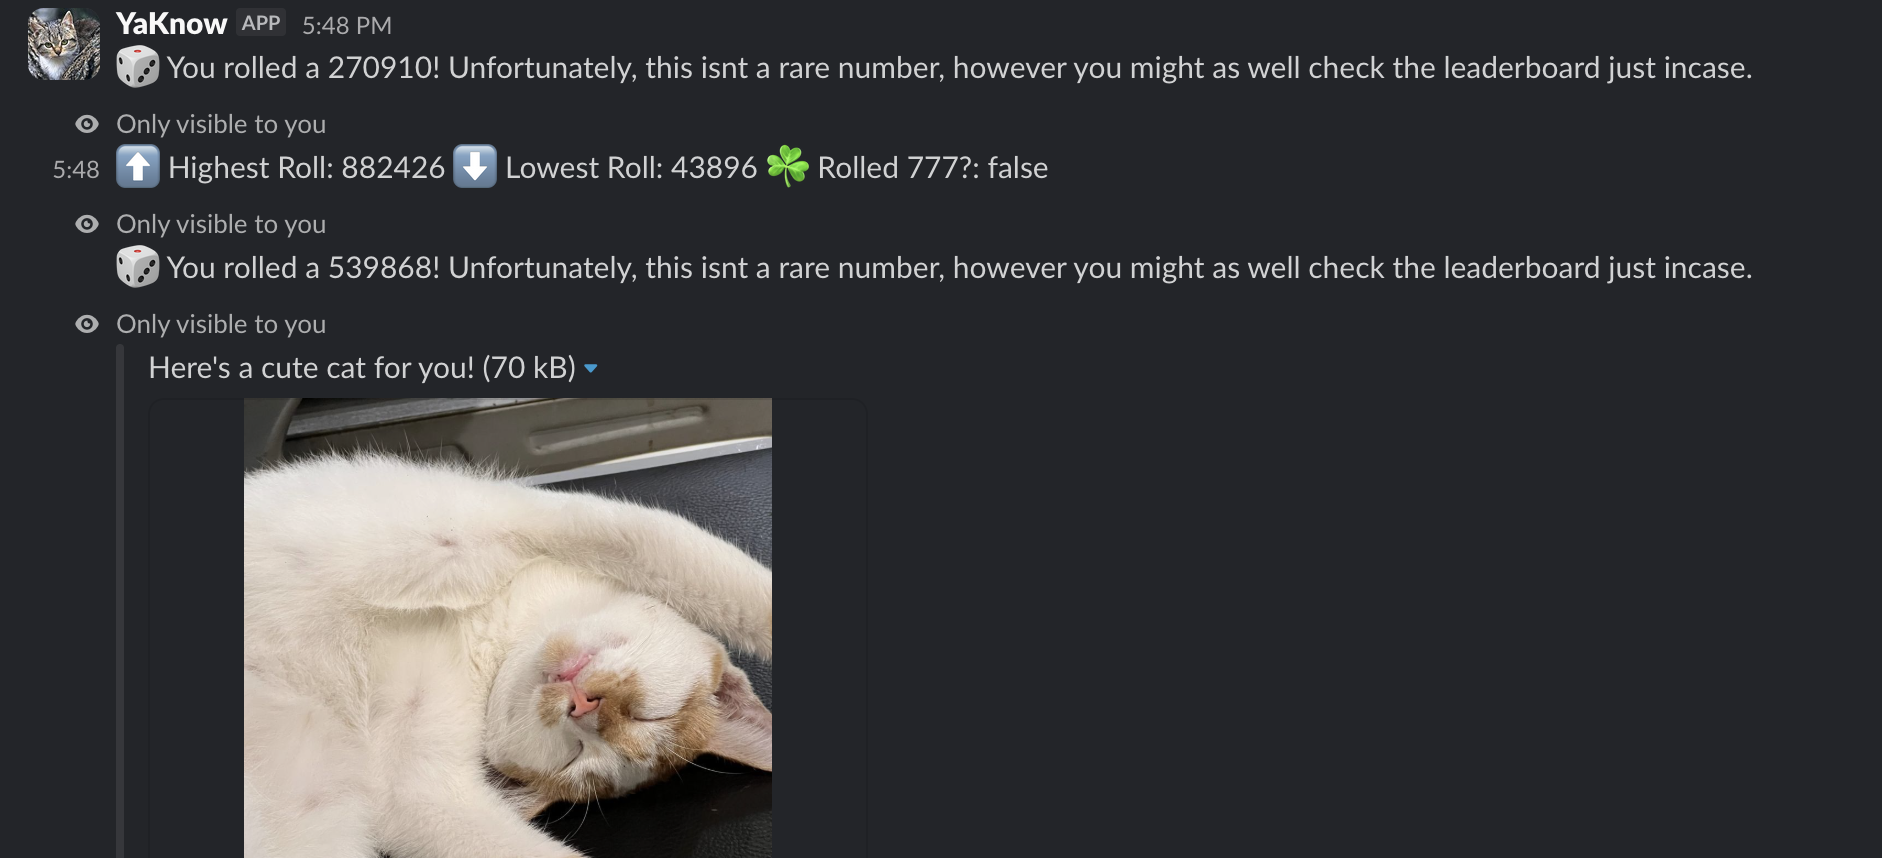 YaKnow APP 5:48 PM
You rolled a 270910! Unfortunately, this isnt a rare number, however you might as well check the leaderboard just incase.
Only visible to you
5:48 Highest Roll: 882426 Lowest Roll: 43896 Rolled 777?: false
Only visible to you
You rolled a 539868! Unfortunately, this isnt a rare number, however you might as well check the leaderboard just incase.
Only visible to you
Here's a cute cat for you! (70 kB)